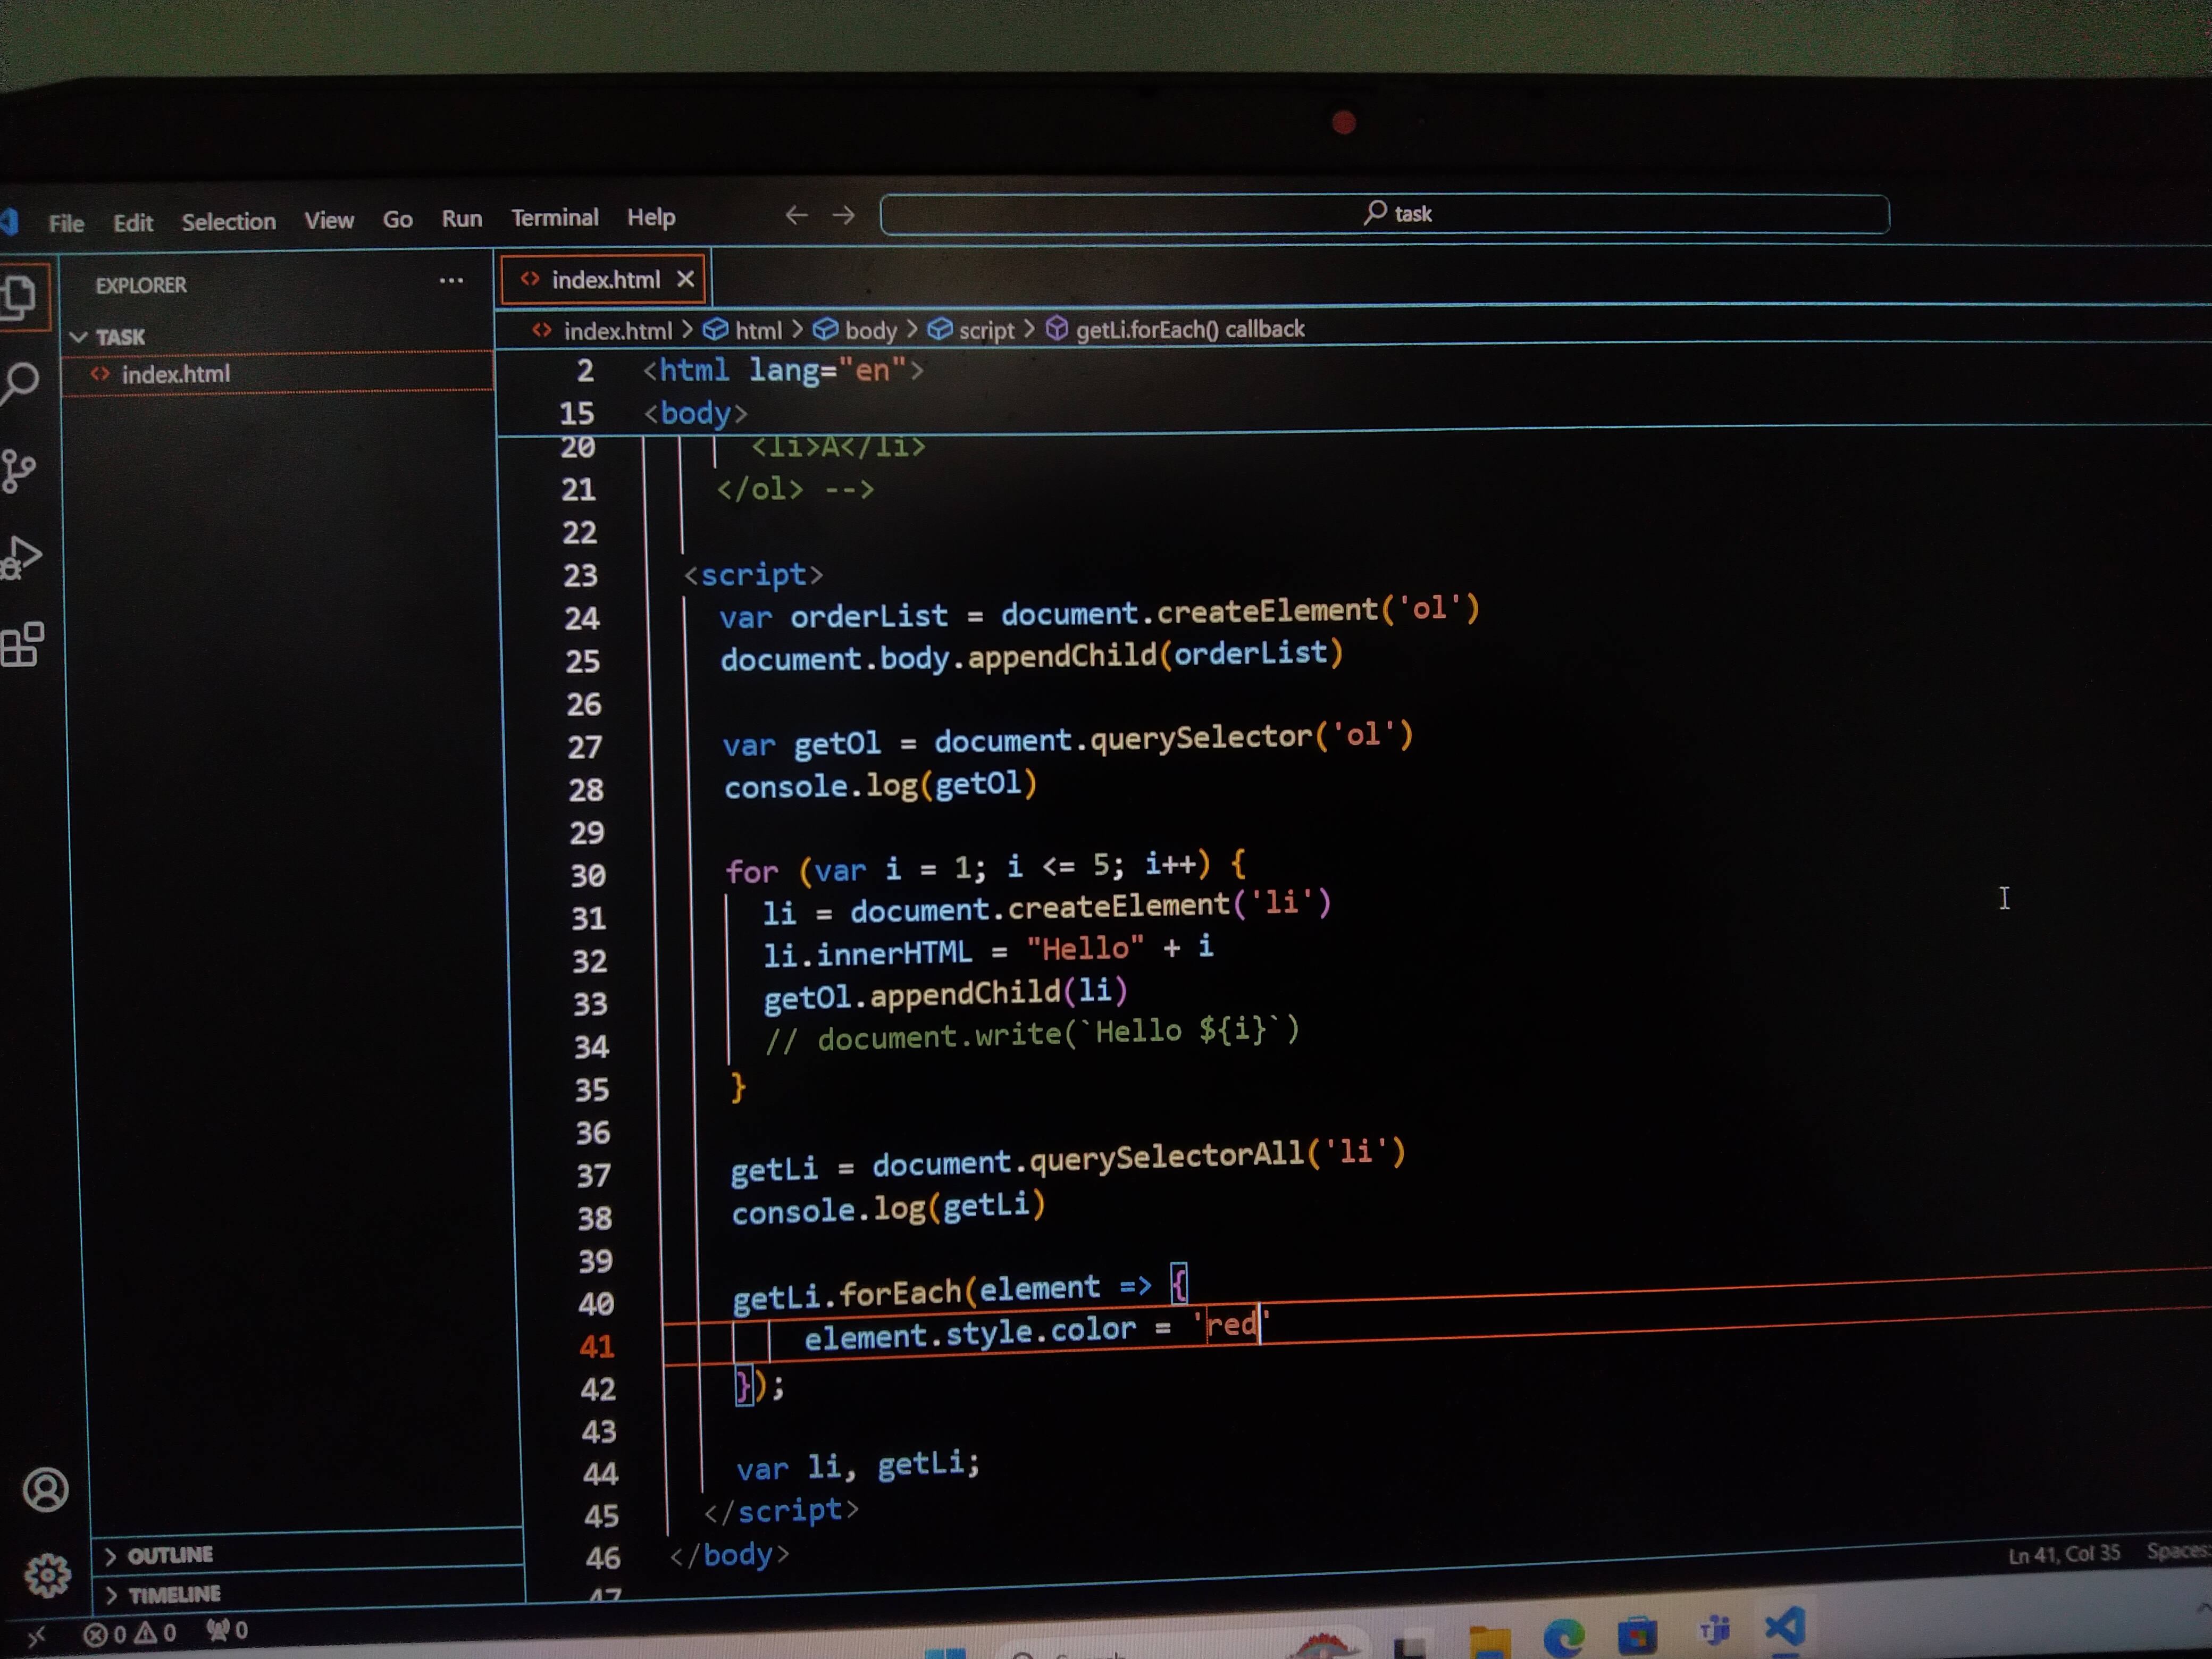 File Edit Selection View Go Run Terminal Help task
EXPLORER ...
index.html
TASK
index.html
index.html > html > body > script > getLi.forEach() callback
2 <html lang="en">
15 <body>
20 <li>A</li>
21 </ol> -->
22
23 <script>
24 var orderList = document.createElement('ol')
25 document.body.appendChild(orderList)
26
27 var getOl = document.querySelector('ol')
28 console.log(getOl)
29
30 for (var i = 1; i <= 5; i++) {
31 li = document.createElement('li')
32 li.innerHTML = "Hello" + i
33 getOl.appendChild(li)
34 // document.write(`Hello ${i}`)
35 }
36
37 getLi = document.querySelectorAll('li')
38 console.log(getLi)
39
40 getLi.forEach(element => {
41 element.style.color = 'red'
42 });
43
44 var li, getLi;
45 </script>
46 </body>
47
OUTLINE
TIMELINE
Ln 41, Col 35 Spaces:
0 0 0